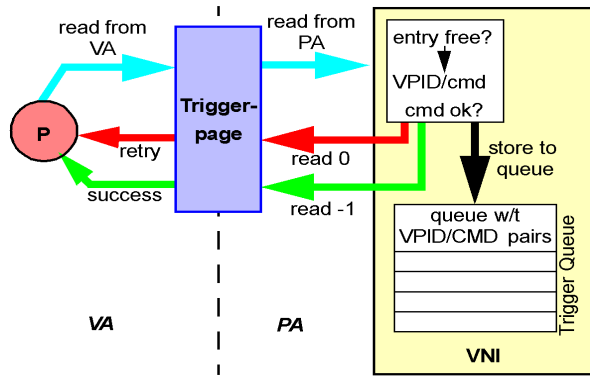 read from
VA
read from
PA
entry free?
VPID/cmd
cmd ok?
P
Trigger-
page
retry
read 0
store to
queue
success
read -1
queue w/t
VPID/CMD pairs
Trigger Queue
VA
PA
VNI